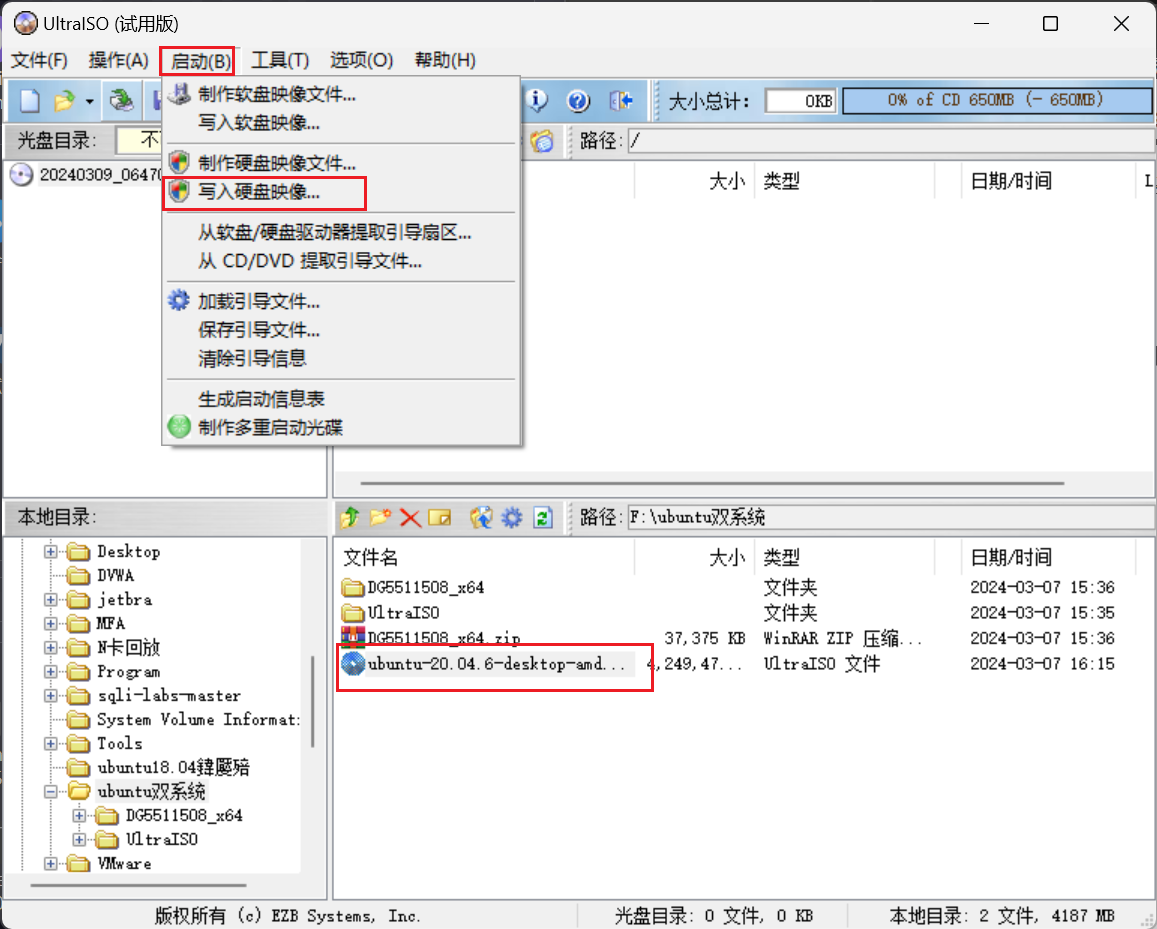 UltraISO (试用版)
文件(F) 操作(A) 启动(B) 工具(T) 选项(O) 帮助(H)
制作软盘映像文件...
写入软盘映像...
制作硬盘映像文件...
写入硬盘映像...
从软盘/硬盘驱动器提取引导扇区...
从 CD/DVD 提取引导文件...
加载引导文件...
保存引导文件...
清除引导信息
生成启动信息表
制作多重启动光碟
大小总计: 0KB 0% of CD 650MB (- 650MB)
光盘目录: 不 路径: /
20240309_0647
大小 类型 日期/时间 L
本地目录: 路径: F:\ubuntu双系统
Desktop
DVWA
jetbra
MFA
N卡回放
Program
sqli-labs-master
System Volume Informat:
Tools
ubuntu18.04
ubuntu双系统
DG5511508_x64
UltraISO
VMware
文件名 大小 类型 日期/时间
DG5511508_x64 文件夹 2024-03-07 15:36
UltraISO 文件夹 2024-03-07 15:35
DG5511508_x64.zip 37,375 KB WinRAR ZIP 压缩... 2024-03-07 15:36
ubuntu-20.04.6-desktop-amd... 4,249,47... UltraISO 文件 2024-03-07 16:15
版权所有 (c) EZB Systems, Inc. 光盘目录: 0 文件, 0 KB 本地目录: 2 文件, 4187 MB